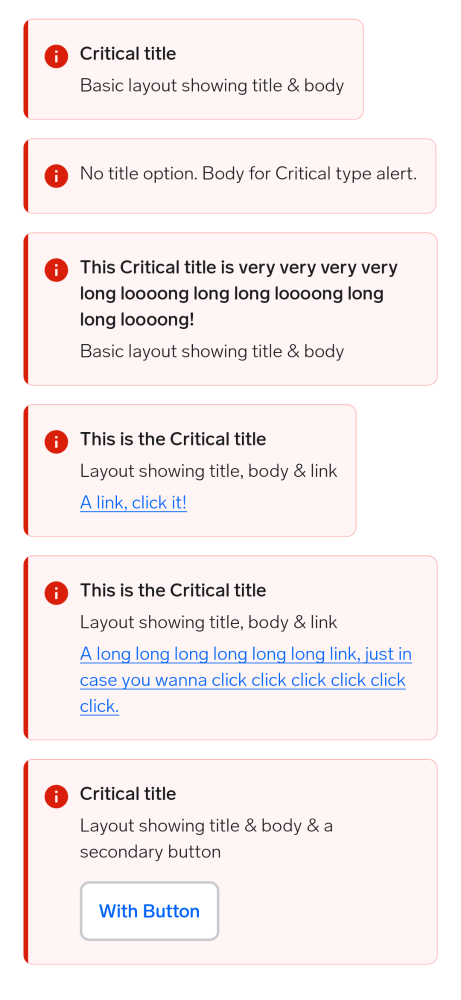 Critical title
Basic layout showing title & body
No title option. Body for Critical type alert.
This Critical title is very very very very
long loooong long long loooong long
long loooong!
Basic layout showing title & body
This is the Critical title
Layout showing title, body & link
A link, click it!
This is the Critical title
Layout showing title, body & link
A long long long long long long link, just in
case you wanna click click click click click
click.
Critical title
Layout showing title & body & a
secondary button
With Button